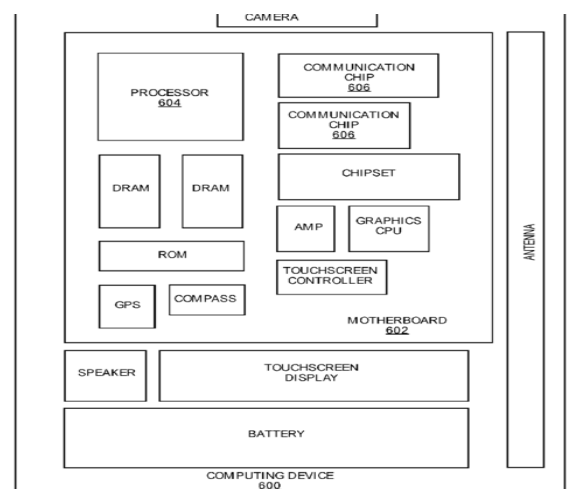 CAMERA
PROCESSOR
604
COMMUNICATION
CHIP
606
COMMUNICATION
CHIP
606
DRAM
DRAM
CHIPSET
AMP
GRAPHICS
CPU
ROM
TOUCHSCREEN
CONTROLLER
GPS
COMPASS
MOTHERBOARD
602
ANTENNA
SPEAKER
TOUCHSCREEN
DISPLAY
BATTERY
COMPUTING DEVICE
600